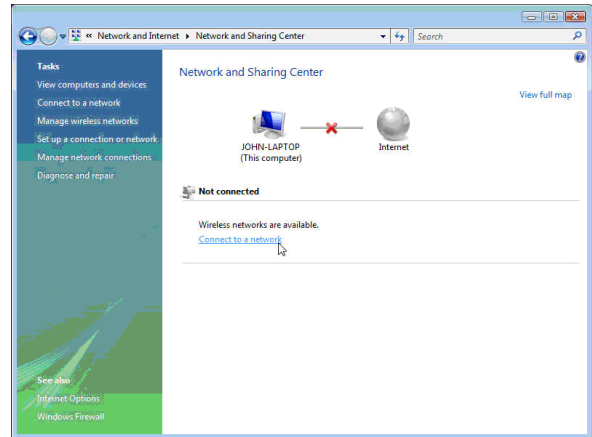 « Network and Internet ▸ Network and Sharing Center
Search
Tasks
View computers and devices
Connect to a network
Manage wireless networks
Set up a connection or network
Manage network connections
Diagnose and repair
See also
Internet Options
Windows Firewall
Network and Sharing Center
View full map
JOHN-LAPTOP
(This computer)
Internet
Not connected
Wireless networks are available.
Connect to a network